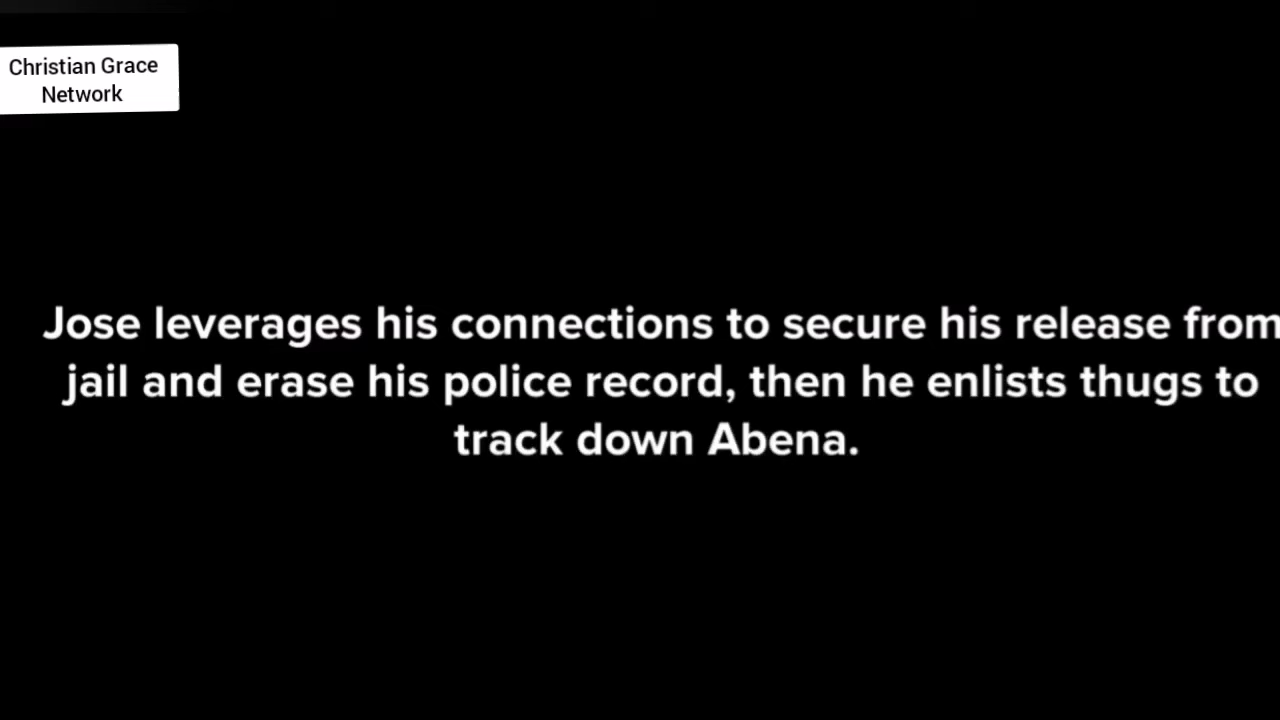 Christian Grace
Network
Jose leverages his connections to secure his release from
jail and erase his police record, then he enlists thugs to
track down Abena.